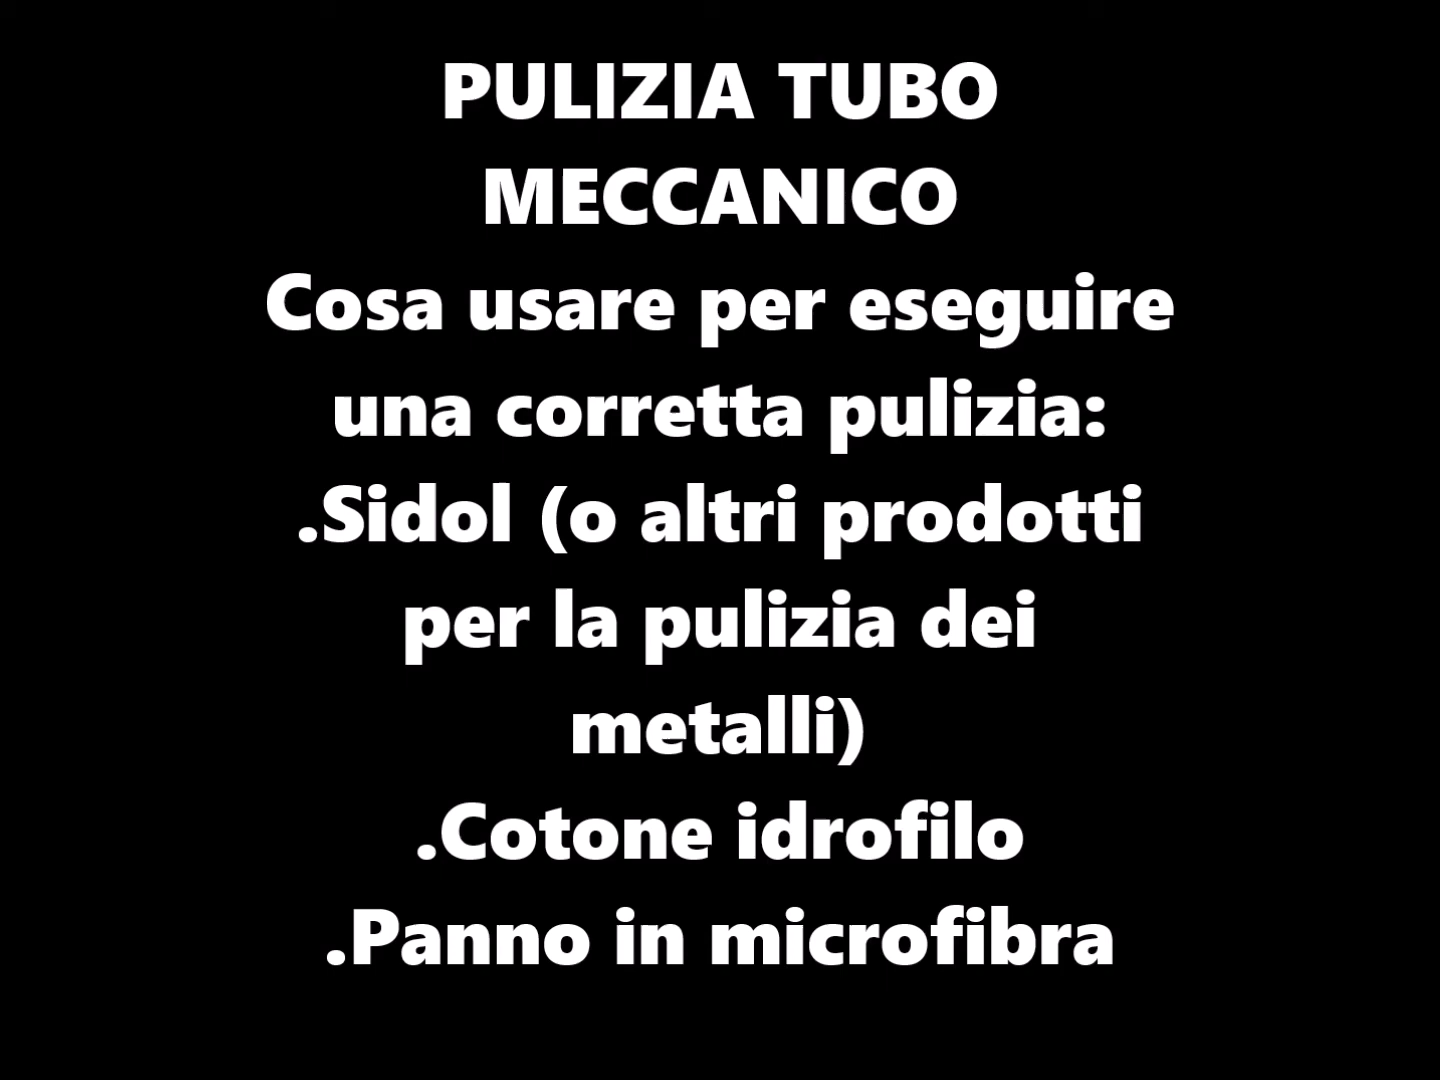 PULIZIA TUBO
MECCANICO
Cosa usare per eseguire
una corretta pulizia:
.Sidol (o altri prodotti
per la pulizia dei
metalli)
.Cotone idrofilo
.Panno in microfibra